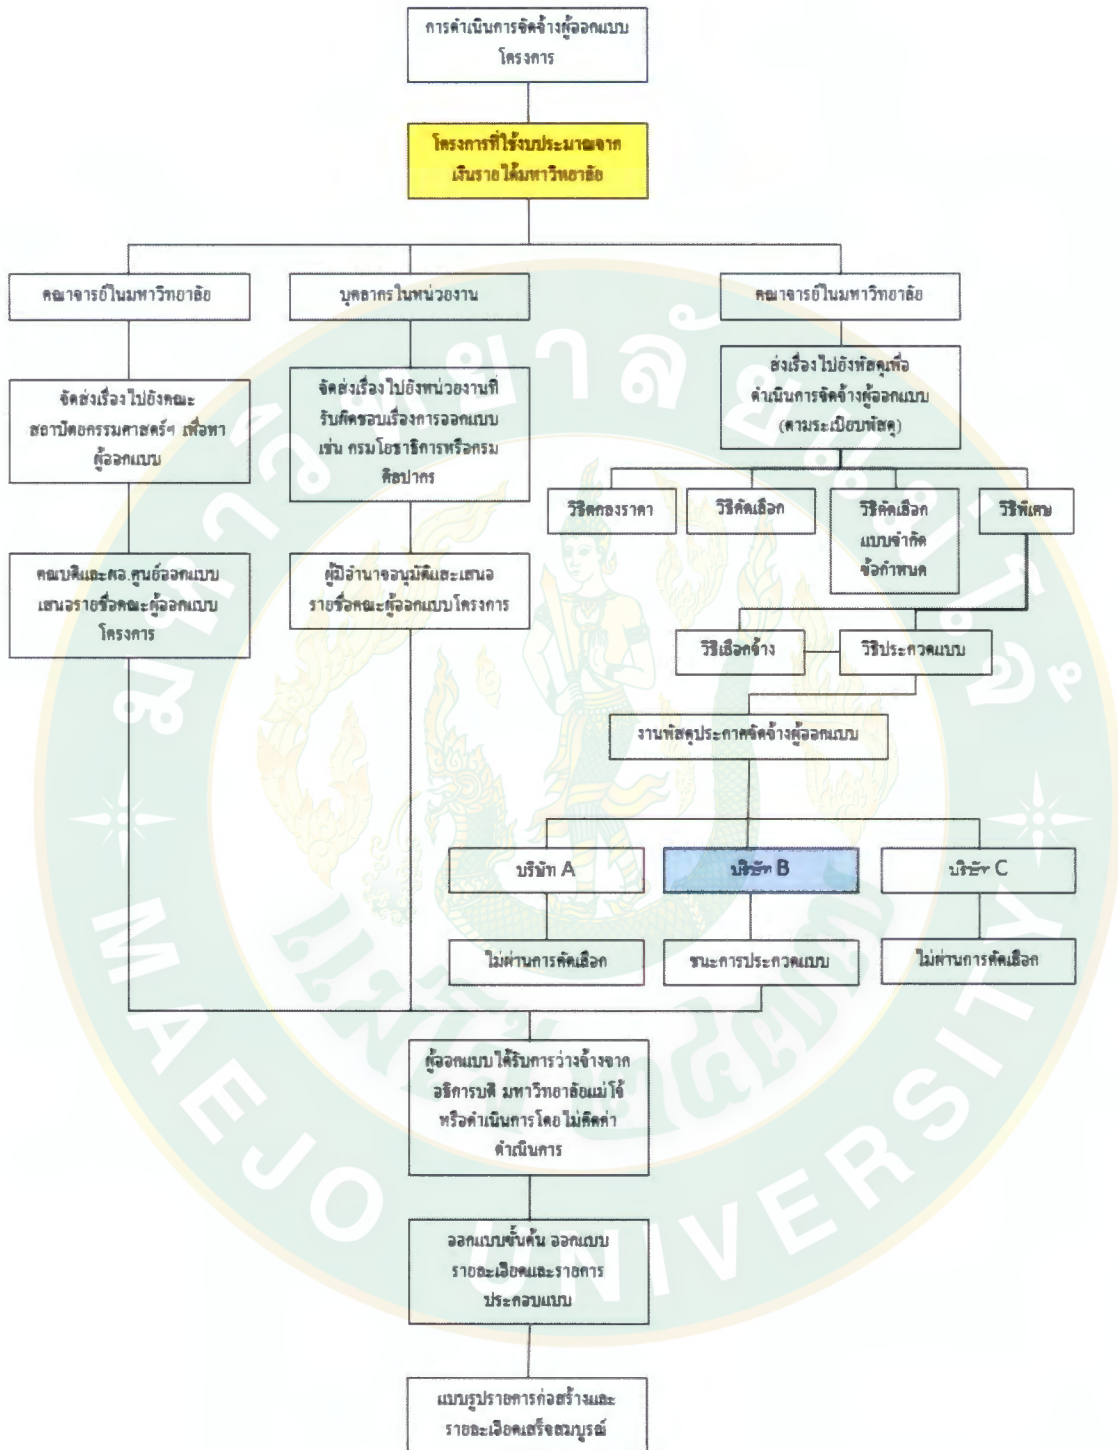 การดำเนินการจัดจ้างผู้ออกแบบ
โครงการ
โครงการที่ใช้งบประมาณจาก
เงินรายได้มหาวิทยาลัย
คณาจารย์ในมหาวิทยาลัย
บุคลากรในหน่วยงาน
คณาจารย์ในมหาวิทยาลัย
จัดส่งเรื่องไปยังคณะ
สถาปัตยกรรมศาสตร์ฯ เพื่อหา
ผู้ออกแบบ
จัดส่งเรื่องไปยังหน่วยงานที่
รับผิดชอบเรื่องการออกแบบ
เช่น กรมโยธาธิการหรือกรม
ศิลปากร
ส่งเรื่องไปยังพัสดุเพื่อ
ดำเนินการจัดจ้างผู้ออกแบบ
(ตามระเบียบพัสดุ)
วิธีตกลงราคา
วิธีคัดเลือก
วิธีคัดเลือก
แบบจำกัด
ข้อกำหนด
วิธีพิเศษ
คณบดีและผอ.ศูนย์ออกแบบ
เสนอรายชื่อคณะผู้ออกแบบ
โครงการ
ผู้มีอำนาจอนุมัติและเสนอ
รายชื่อคณะผู้ออกแบบโครงการ
วิธีเลือกจ้าง
วิธีประกวดแบบ
งานพัสดุประกาศจัดจ้างผู้ออกแบบ
บริษัท A
บริษัท B
บริษัท C
ไม่ผ่านการคัดเลือก
ชนะการประกวดแบบ
ไม่ผ่านการคัดเลือก
ผู้ออกแบบได้รับการว่างจ้างจาก
อธิการบดี มหาวิทยาลัยแม่โจ้
หรือดำเนินการโดยไม่คิดค่า
ดำเนินการ
ออกแบบขั้นต้น ออกแบบ
รายละเอียดและรายการ
ประกอบแบบ
แบบรูปรายการก่อสร้างและ
รายละเอียดเสร็จสมบูรณ์
มหาวิทยาลัยแม่โจ้
MAEJO UNIVERSITY
แม่โจ้ ๒๔๗๗